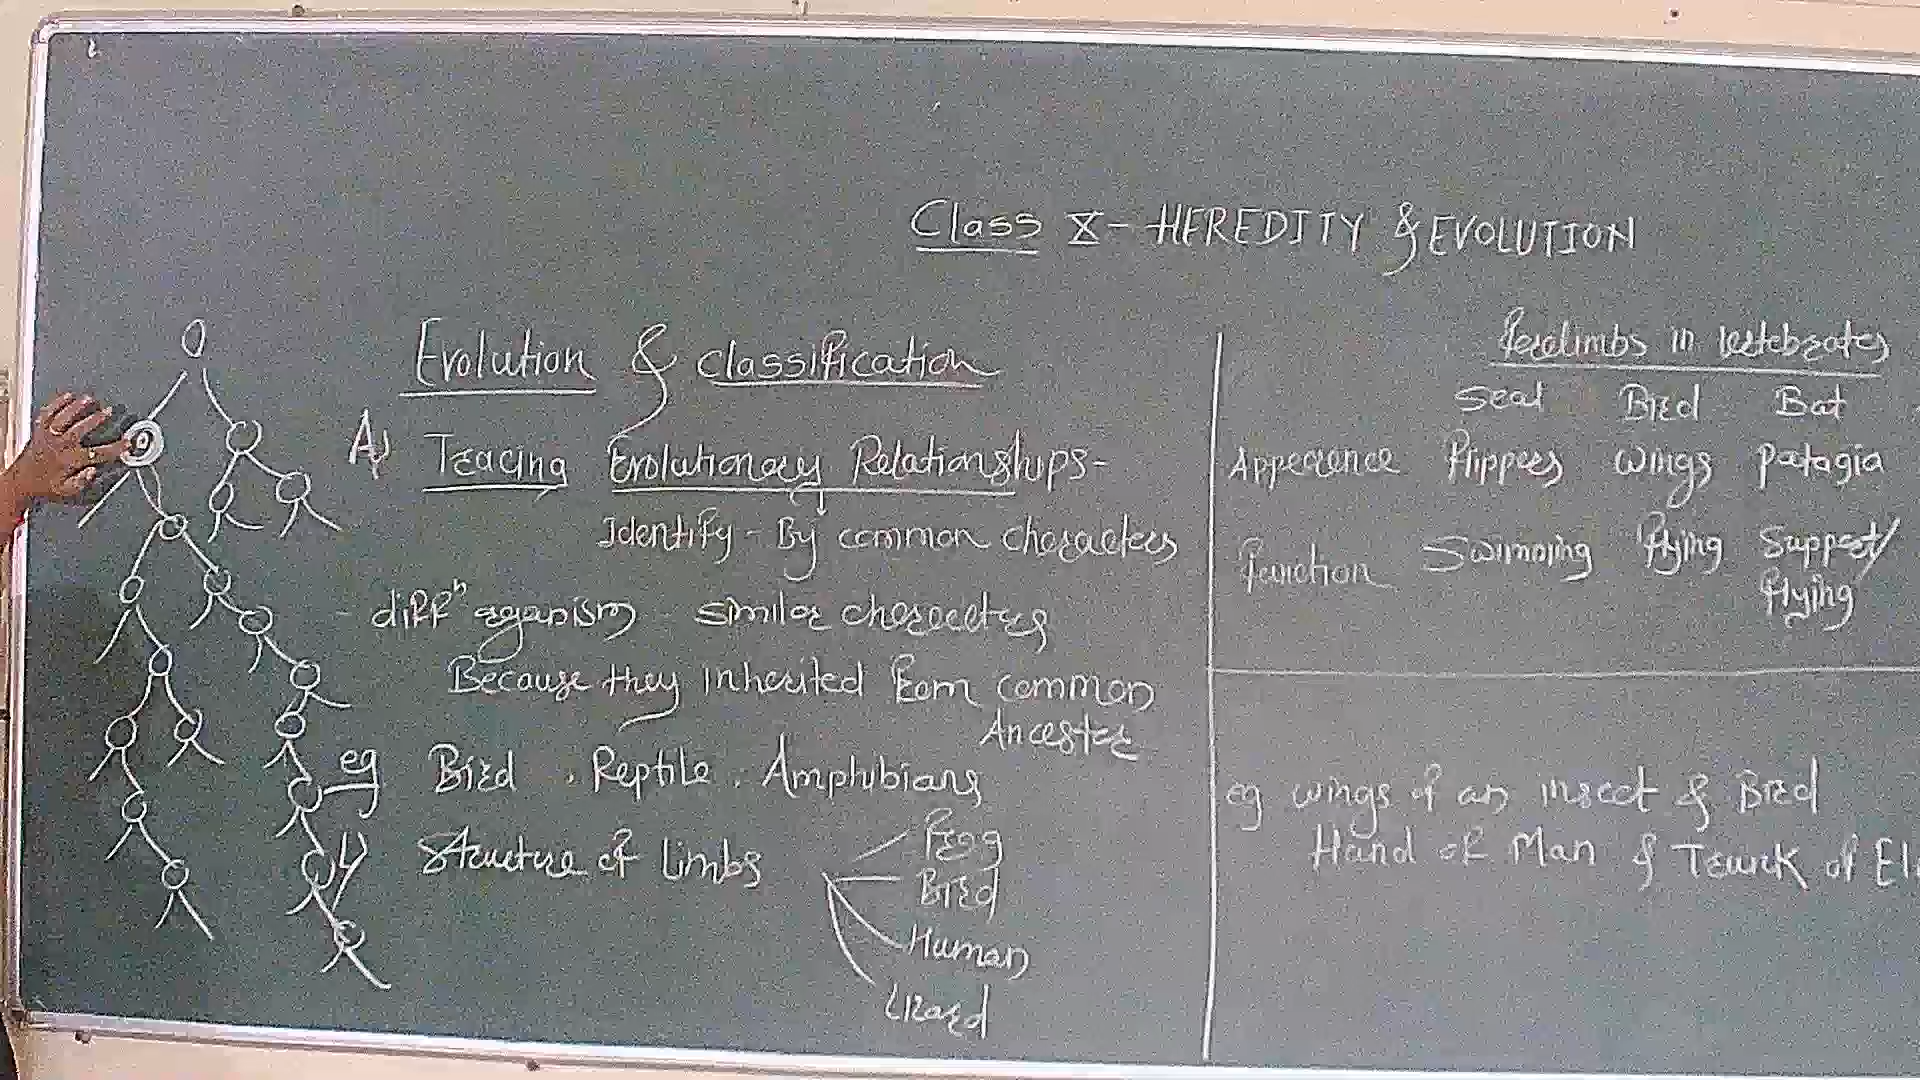 Class X - HEREDITY & EVOLUTION
Evolution & classification
A) Tracing Evolutionary Relationships-
Identify - By common characters
diffn organism similar characters
Because they inherited from common
Ancestor
eg Bird . Reptile . Amphibians
Structure of limbs
Frog
Bird
Human
Lizard
Forelimbs in vertebrates
Seal Bird Bat
Appearence Flippers wings patagia
Function Swimming flying Support/
flying
eg wings of an insect & Bird
Hand of Man & Trunk of El